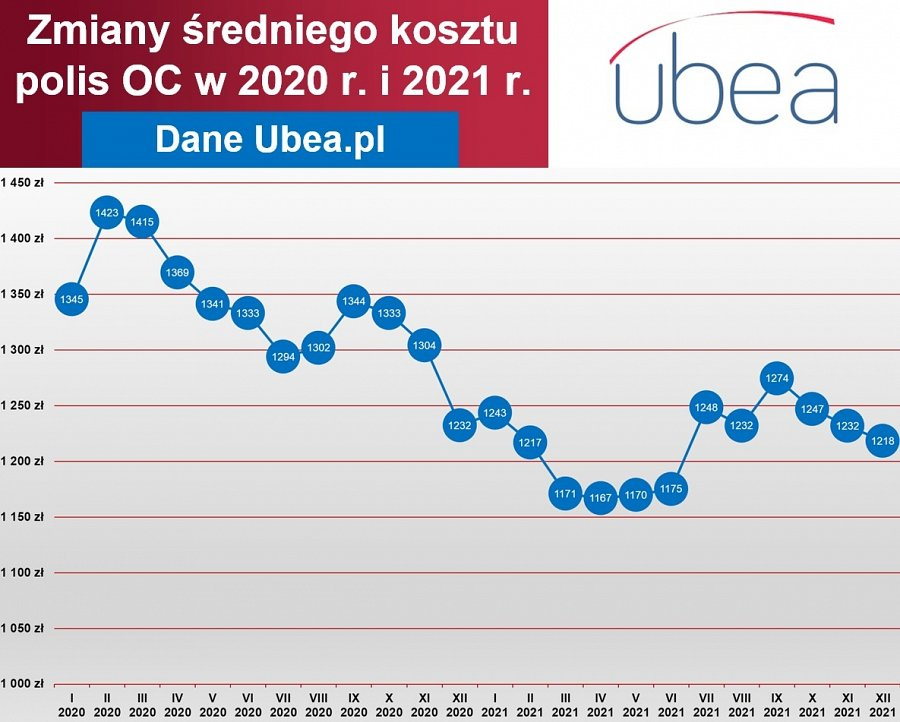 Zmiany średniego kosztu
polis OC w 2020 r. i 2021 r.
Dane Ubea.pl
ubea
1 450 zł
1 400 zł
1 350 zł
1 300 zł
1 250 zł
1 200 zł
1 150 zł
1 100 zł
1 050 zł
1 000 zł
1345
1423
1415
1369
1341
1333
1294
1302
1344
1333
1304
1232
1243
1217
1171
1167
1170
1175
1248
1232
1274
1247
1232
1218
I II III IV V VI VII VIII IX X XI XII I II III IV V VI VII VIII IX X XI XII
2020 2020 2020 2020 2020 2020 2020 2020 2020 2020 2020 2020 2021 2021 2021 2021 2021 2021 2021 2021 2021 2021 2021 2021